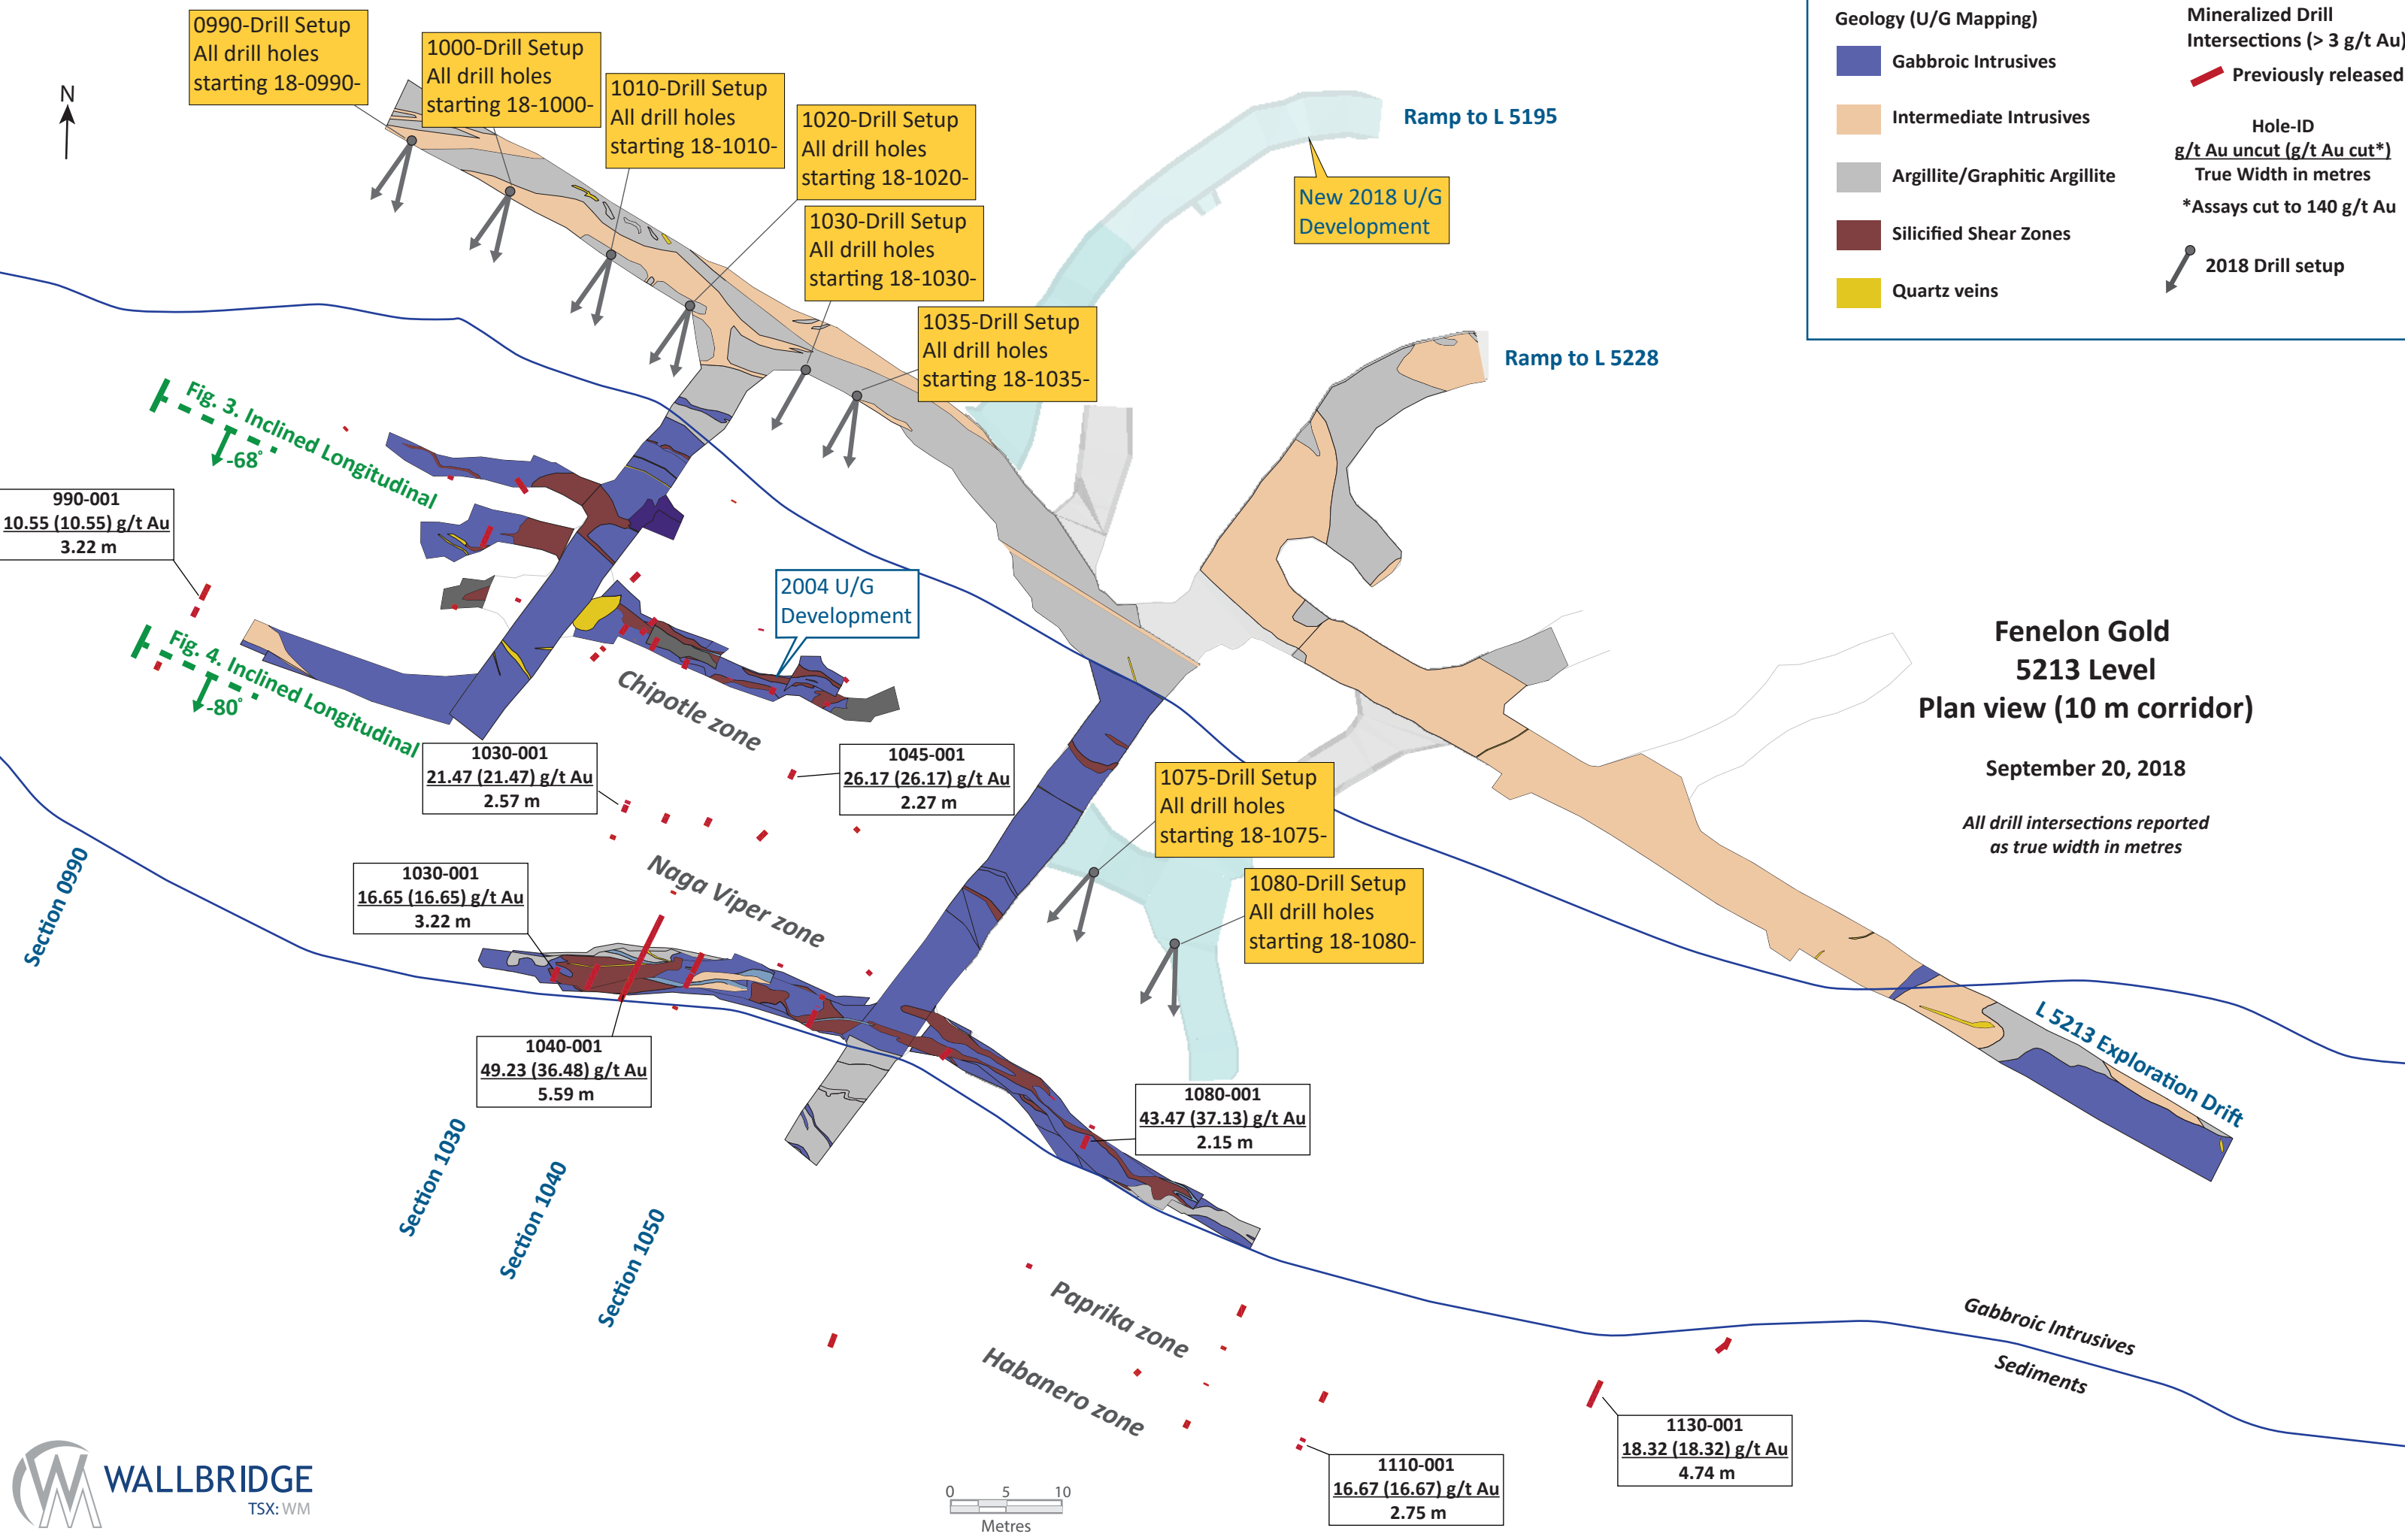 0990-Drill Setup
All drill holes
starting 18-0990-
1000-Drill Setup
All drill holes
starting 18-1000-
1010-Drill Setup
All drill holes
starting 18-1010-
1020-Drill Setup
All drill holes
starting 18-1020-
1030-Drill Setup
All drill holes
starting 18-1030-
1035-Drill Setup
All drill holes
starting 18-1035-
N
Ramp to L 5195
New 2018 U/G
Development
Ramp to L 5228
Geology (U/G Mapping)
Gabbroic Intrusives
Intermediate Intrusives
Argillite/Graphitic Argillite
Silicified Shear Zones
Quartz veins
Mineralized Drill
Intersections (> 3 g/t Au)
Previously released
Hole-ID
g/t Au uncut (g/t Au cut*)
True Width in metres
*Assays cut to 140 g/t Au
2018 Drill setup
Fig. 3. Inclined Longitudinal
-68°
990-001
10.55 (10.55) g/t Au
3.22 m
Fig. 4. Inclined Longitudinal
-80°
2004 U/G
Development
Chipotle zone
1030-001
21.47 (21.47) g/t Au
2.57 m
1045-001
26.17 (26.17) g/t Au
2.27 m
1075-Drill Setup
All drill holes
starting 18-1075-
1080-Drill Setup
All drill holes
starting 18-1080-
Fenelon Gold
5213 Level
Plan view (10 m corridor)
September 20, 2018
All drill intersections reported
as true width in metres
Section 0990
1030-001
16.65 (16.65) g/t Au
3.22 m
Naga Viper zone
1040-001
49.23 (36.48) g/t Au
5.59 m
1080-001
43.47 (37.13) g/t Au
2.15 m
L 5213 Exploration Drift
Section 1030
Section 1040
Section 1050
Paprika zone
Habanero zone
Gabbroic Intrusives
Sediments
1110-001
16.67 (16.67) g/t Au
2.75 m
1130-001
18.32 (18.32) g/t Au
4.74 m
WALLBRIDGE
TSX: WM
0 5 10
Metres